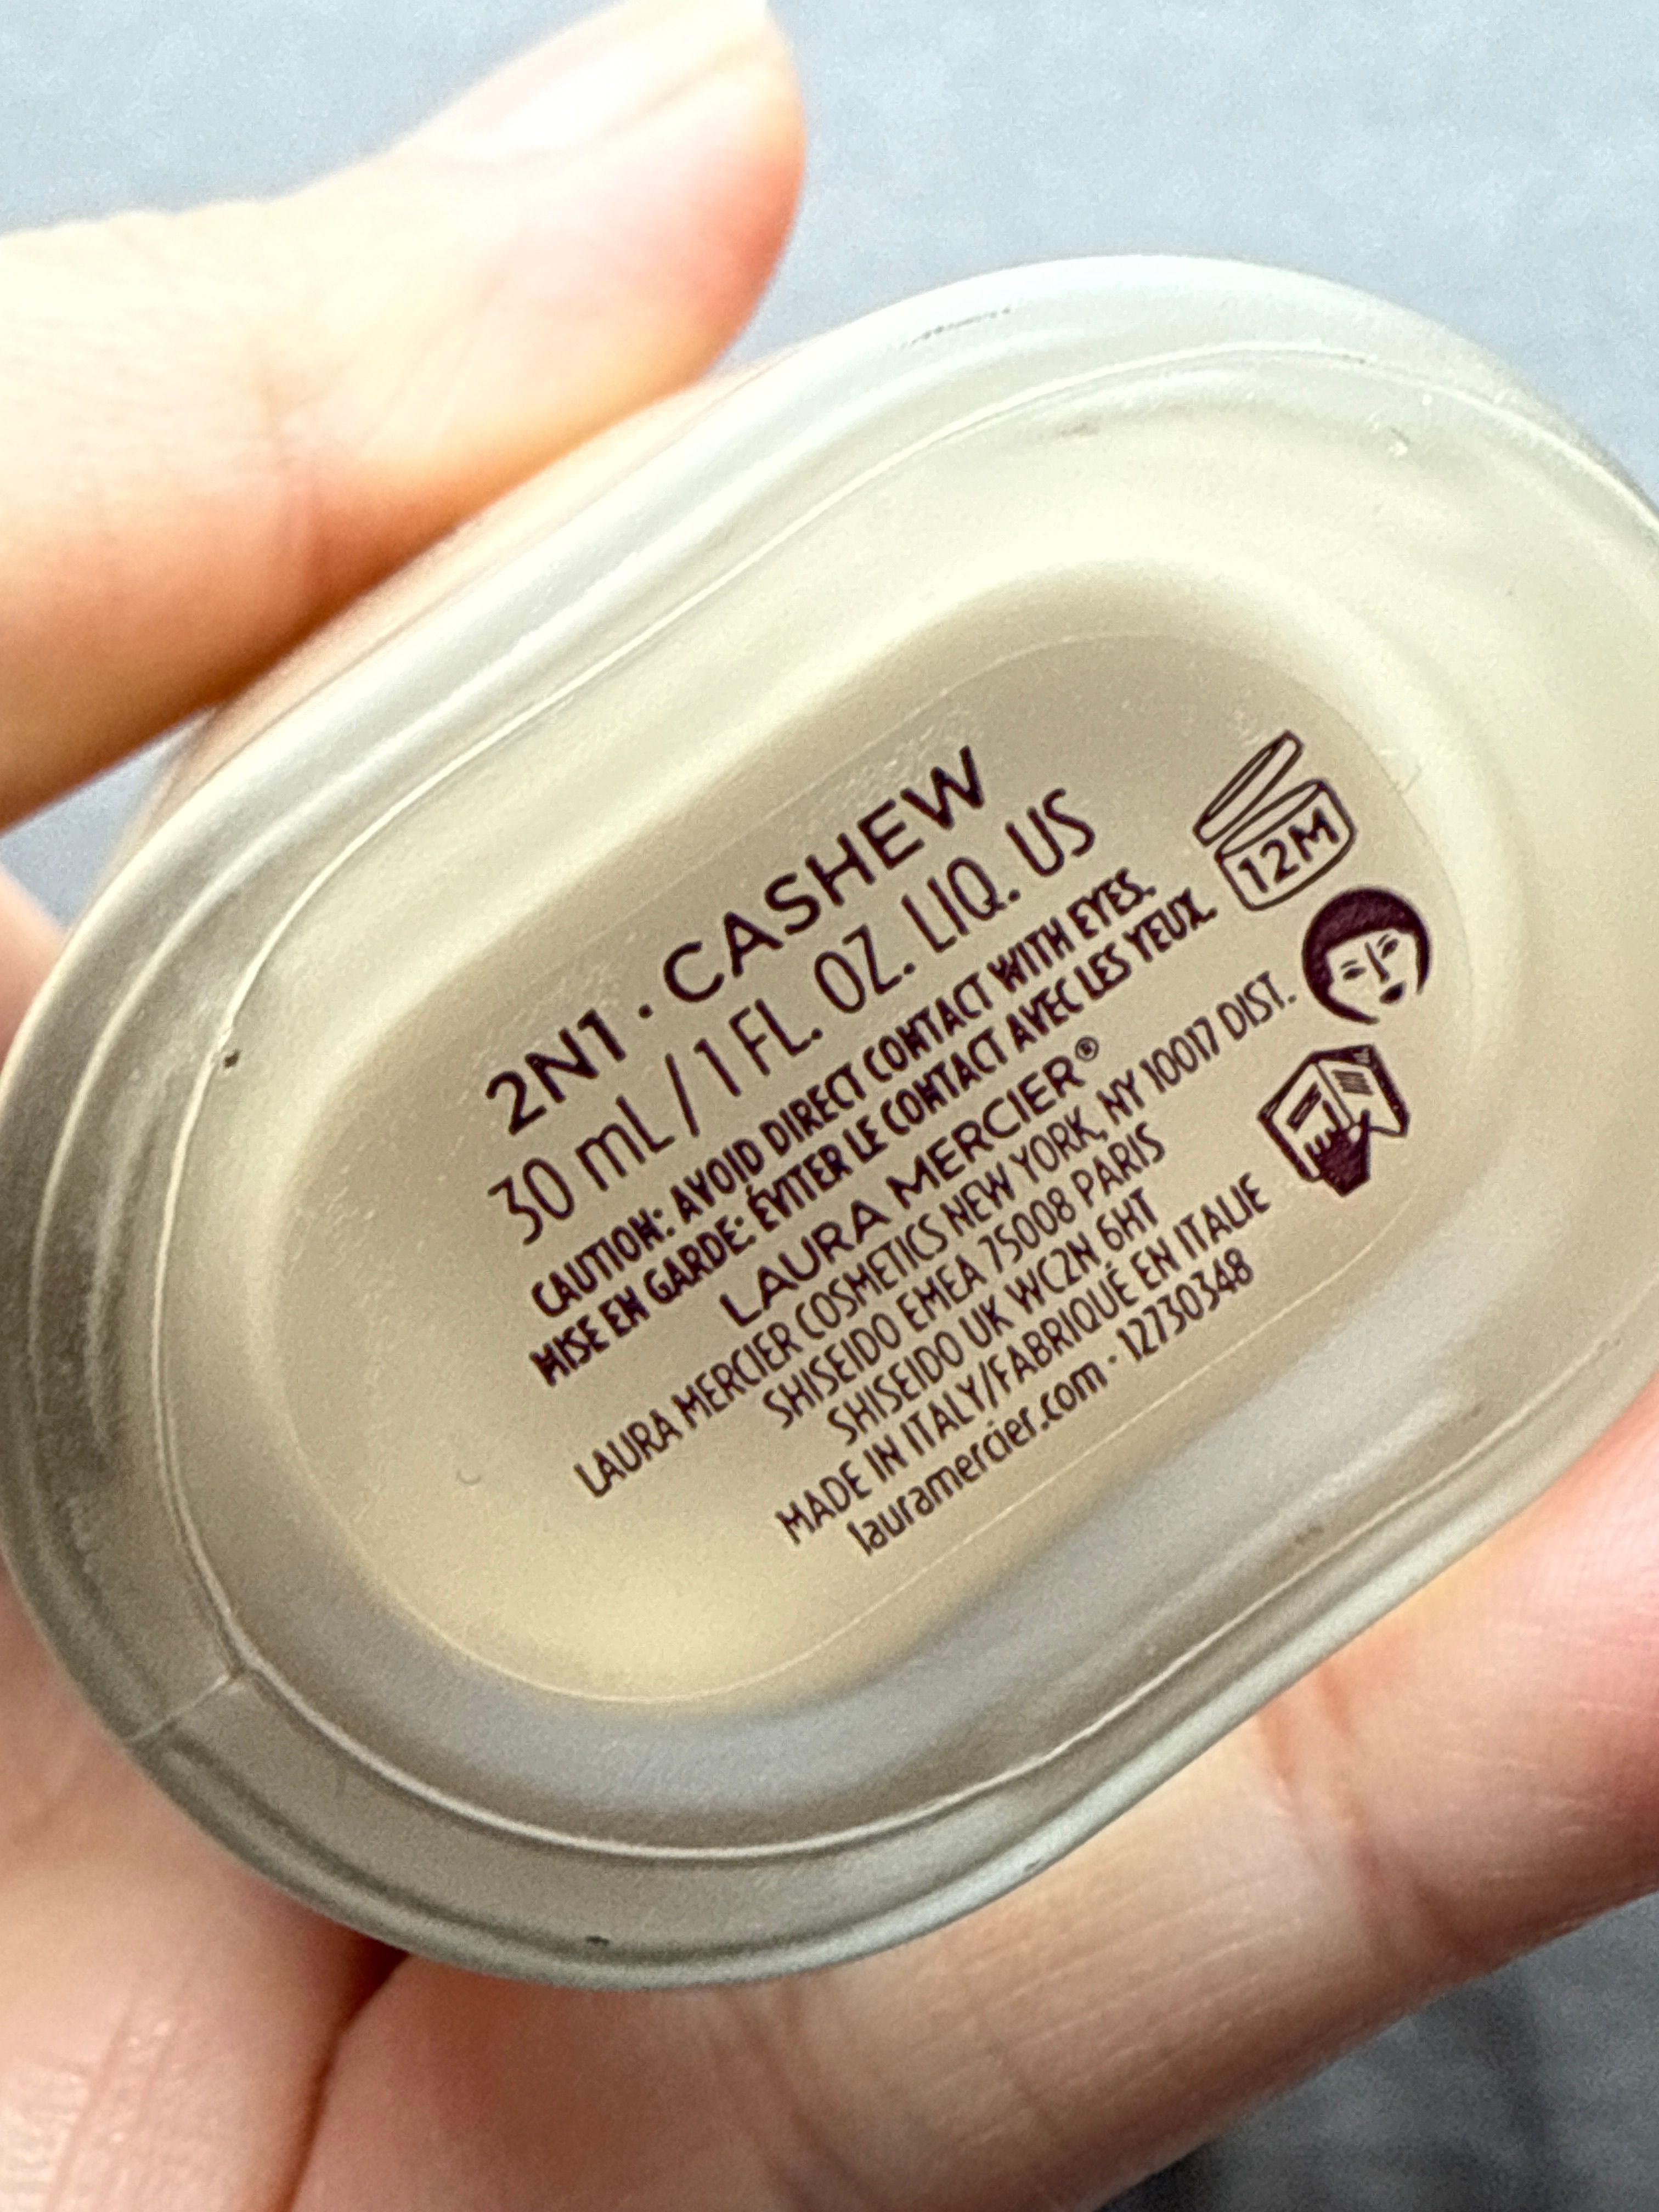 2N1 · CASHEW
30 mL / 1 FL. OZ. LIQ. US
CAUTION: AVOID DIRECT CONTACT WITH EYES.
MISE EN GARDE: ÉVITER LE CONTACT AVEC LES YEUX.
LAURA MERCIER®
LAURA MERCIER COSMETICS NEW YORK, NY 10017 DIST.
SHISEIDO EMEA 75008 PARIS
SHISEIDO UK WC2N 6HT
MADE IN ITALY/FABRIQUÉ EN ITALIE
lauramercier.com · 12730348
12M